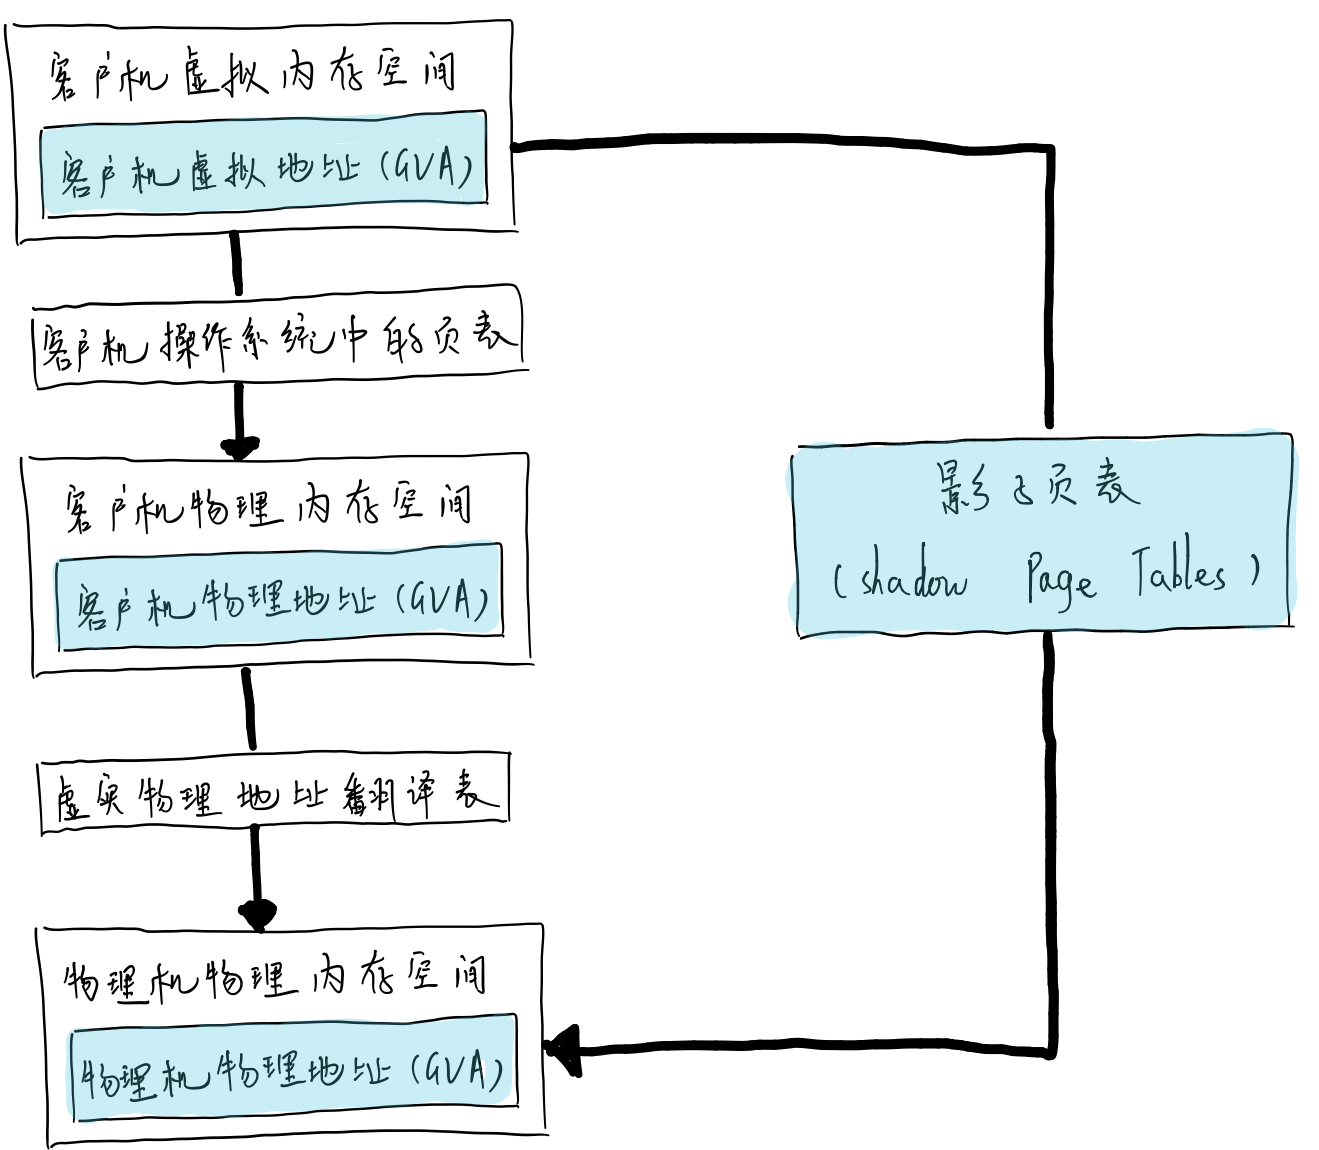 客户机虚拟内存空间
客户机虚拟地址(GVA)
客户机操作系统中的页表
客户机物理内存空间
客户机物理地址(GVA)
虚实物理地址翻译表
物理机物理内存空间
物理机物理地址(GVA)
影子页表
(shadow Page Tables)